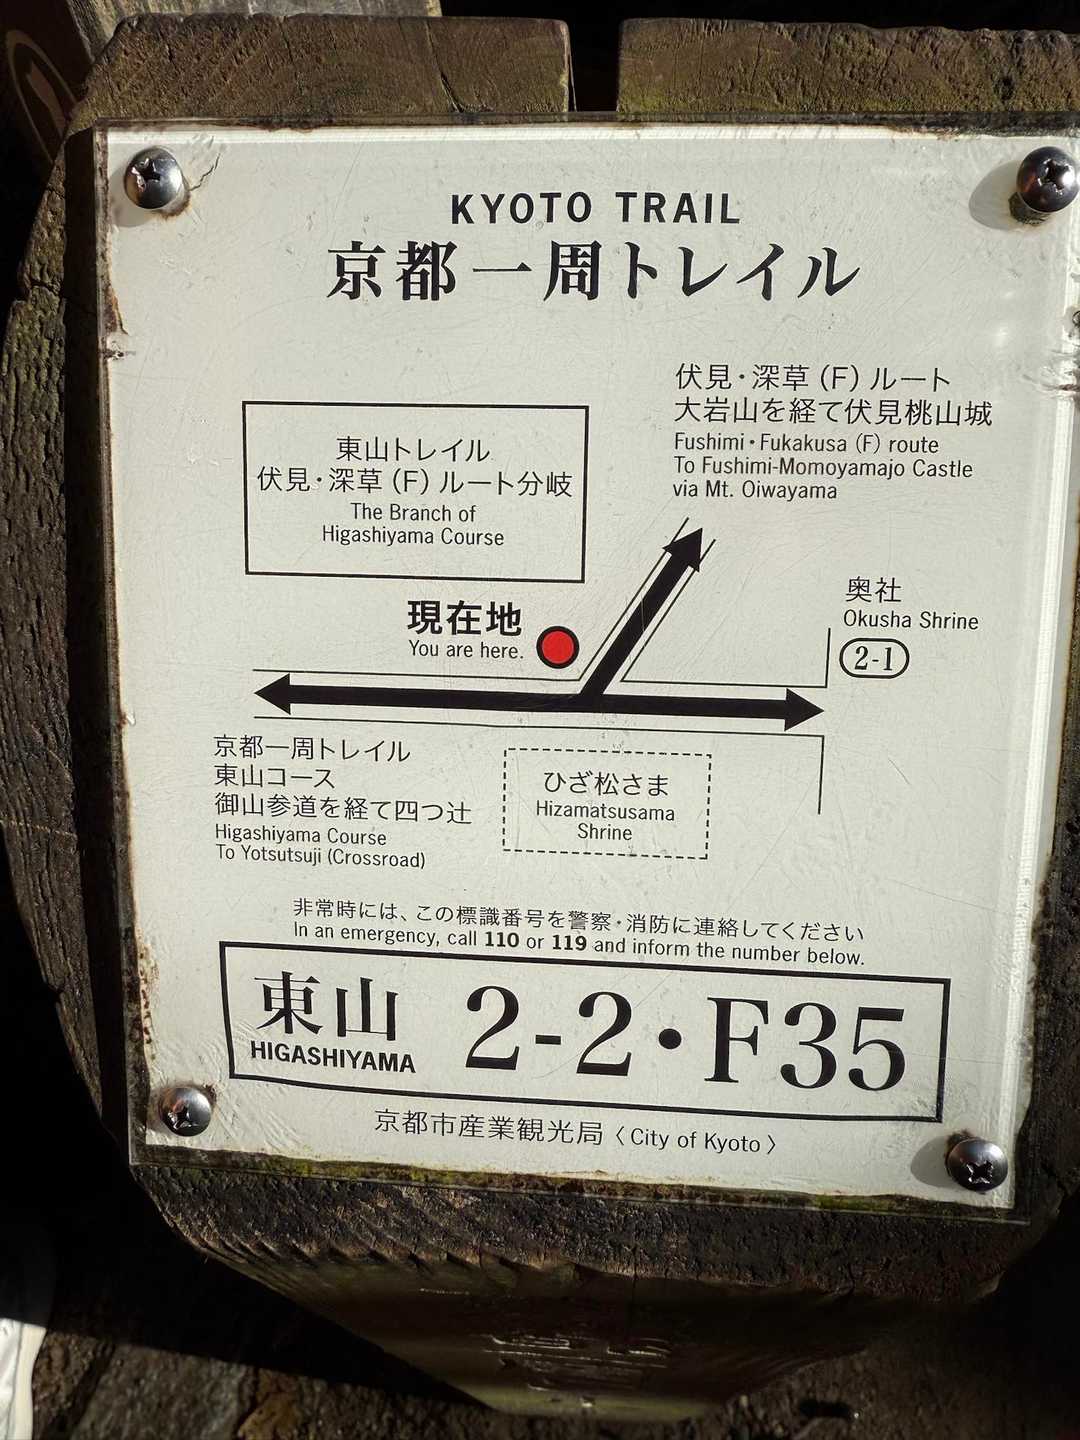 KYOTO TRAIL
京都一周トレイル
伏見・深草(F)ルート
大岩山を経て伏見桃山城
Fushimi・Fukakusa (F) route
To Fushimi-Momoyamajo Castle
via Mt. Oiwayama
東山トレイル
伏見・深草(F)ルート分岐
The Branch of
Higashiyama Course
奥社
Okusha Shrine
2-1
現在地
You are here.
京都一周トレイル
東山コース
御山参道を経て四つ辻
Higashiyama Course
To Yotsutsuji (Crossroad)
ひざ松さま
Hizamatsusama
Shrine
非常時には、この標識番号を警察・消防に連絡してください
In an emergency, call 110 or 119 and inform the number below.
東山 2-2・F35
HIGASHIYAMA
京都市産業観光局〈City of Kyoto〉